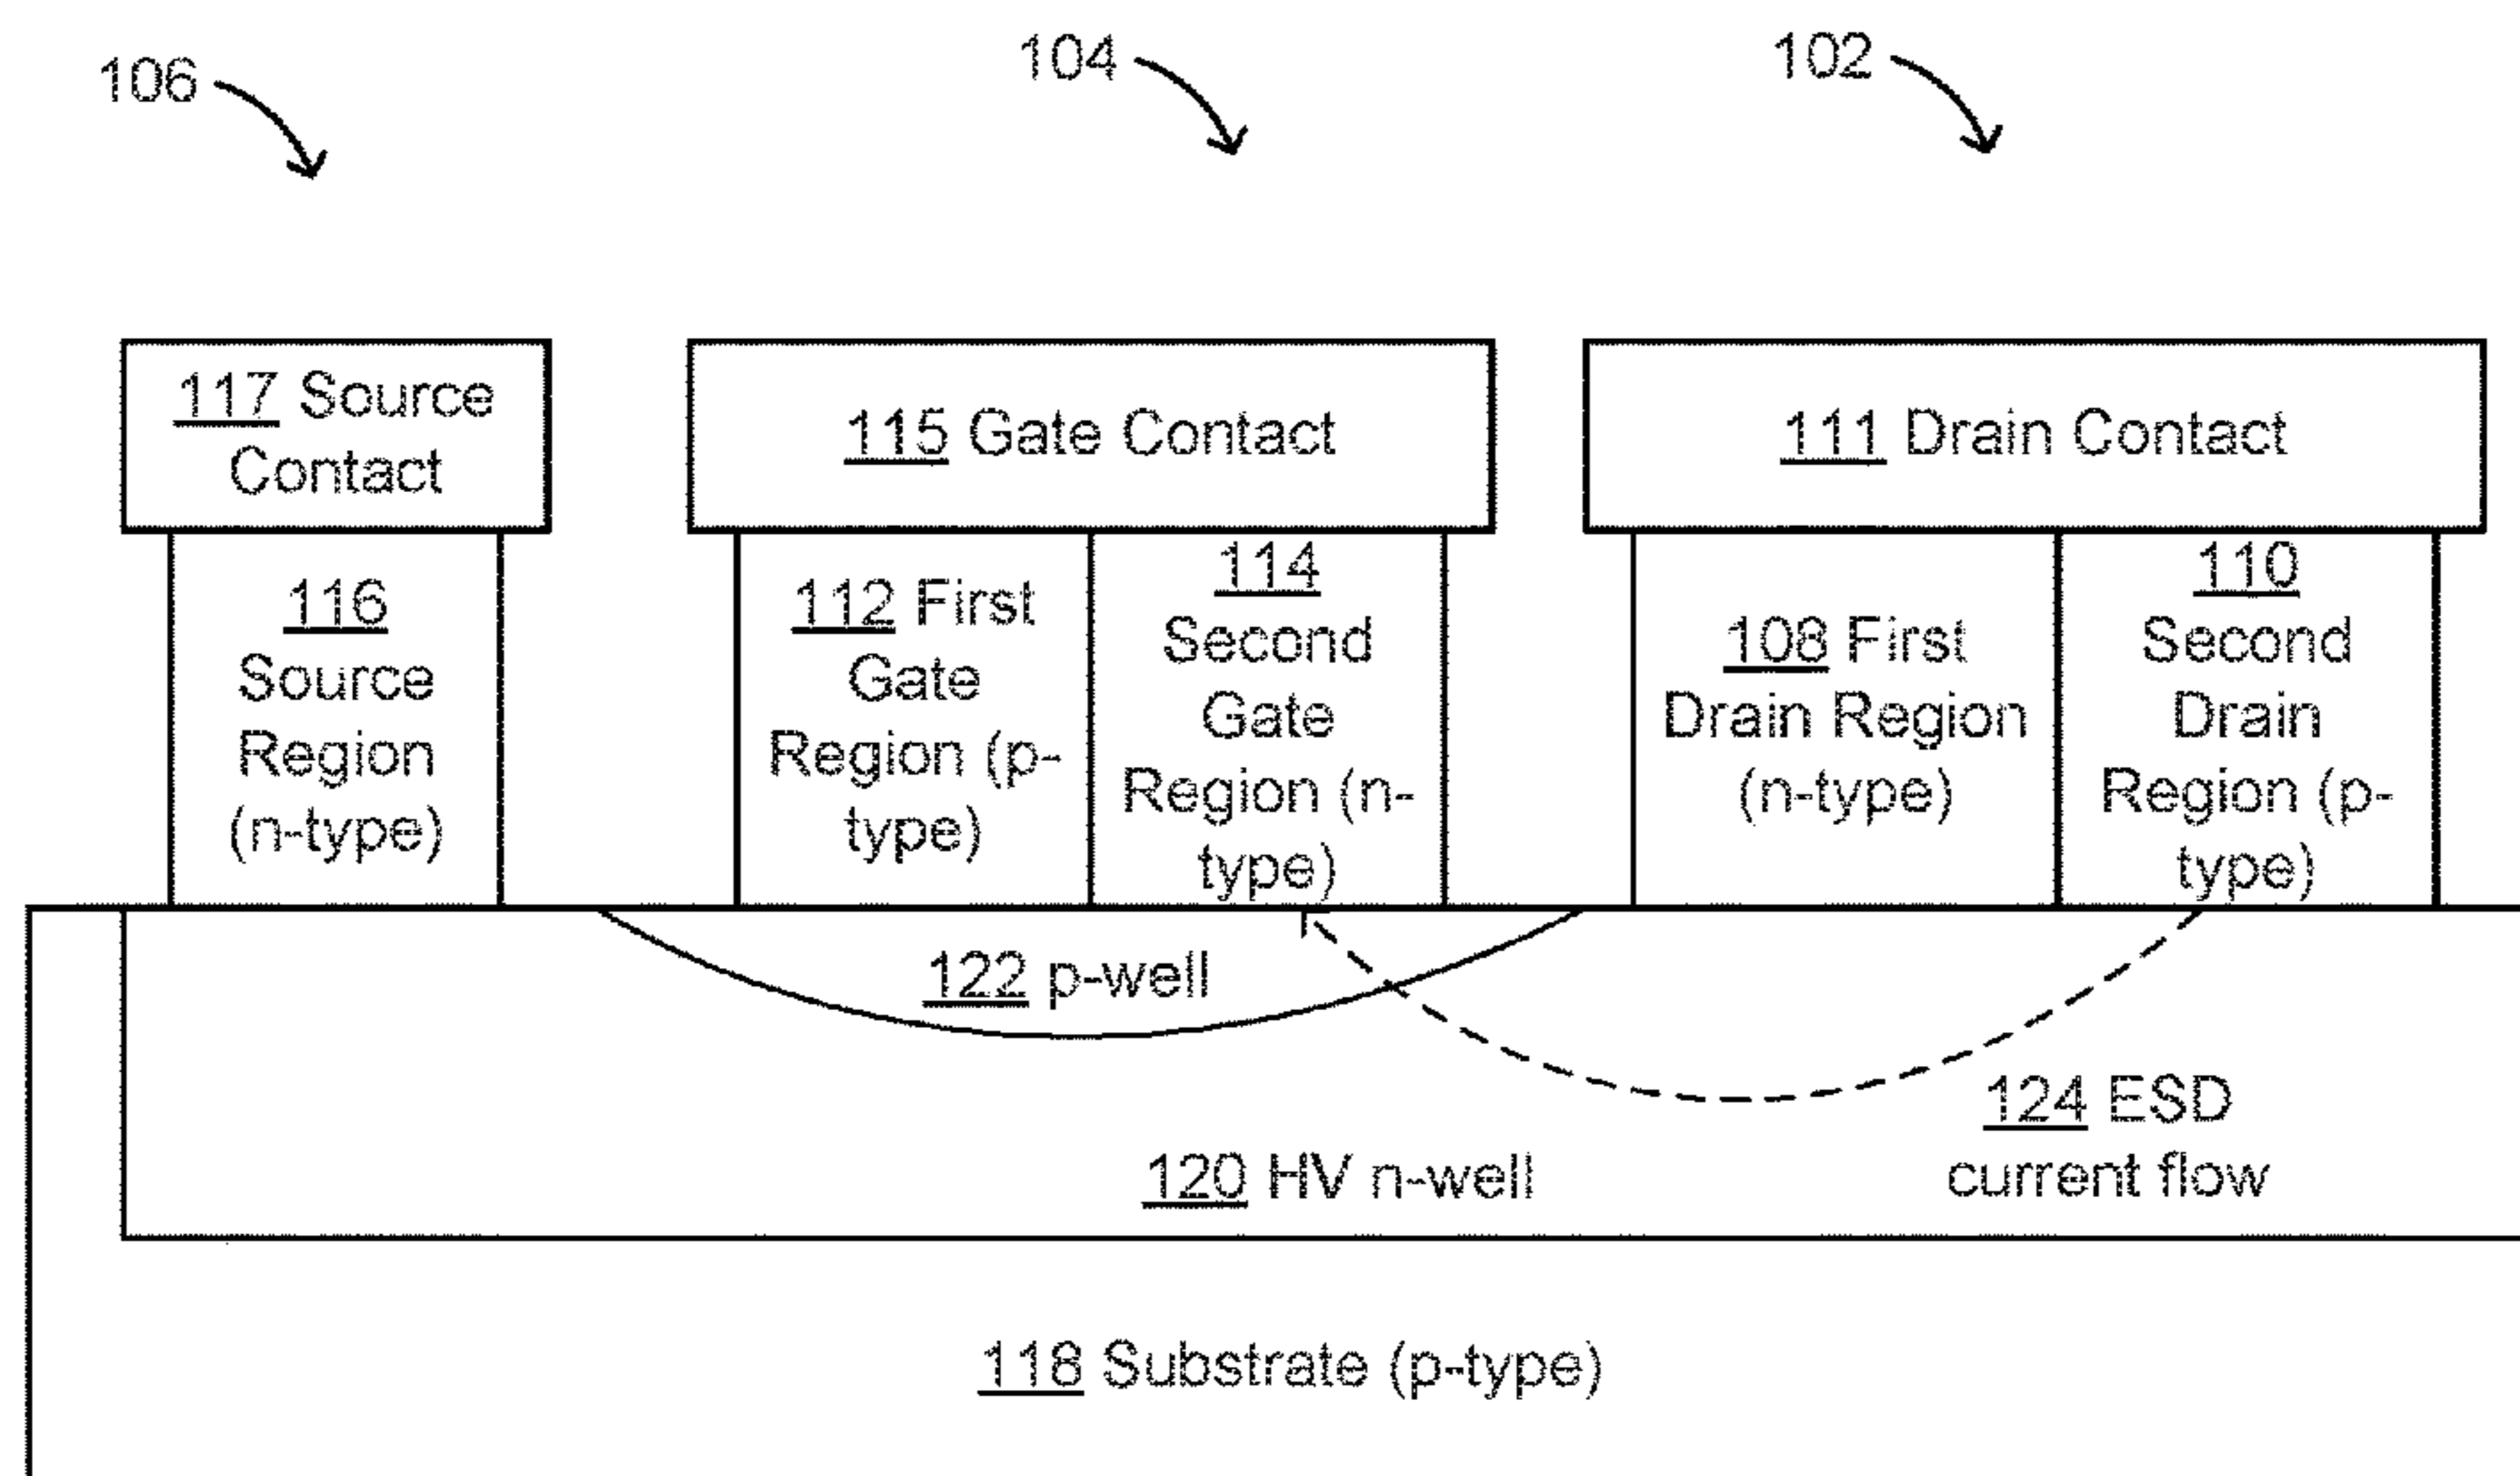 106
104
102
117 Source
Contact
115 Gate Contact
111 Drain Contact
116
Source
Region
(n-type)
112 First
Gate
Region (p-
type)
114
Second
Gate
Region (n-
type)
108 First
Drain Region
(n-type)
110
Second
Drain
Region (p-
type)
122 p-well
124 ESD
current flow
120 HV n-well
118 Substrate (p-type)